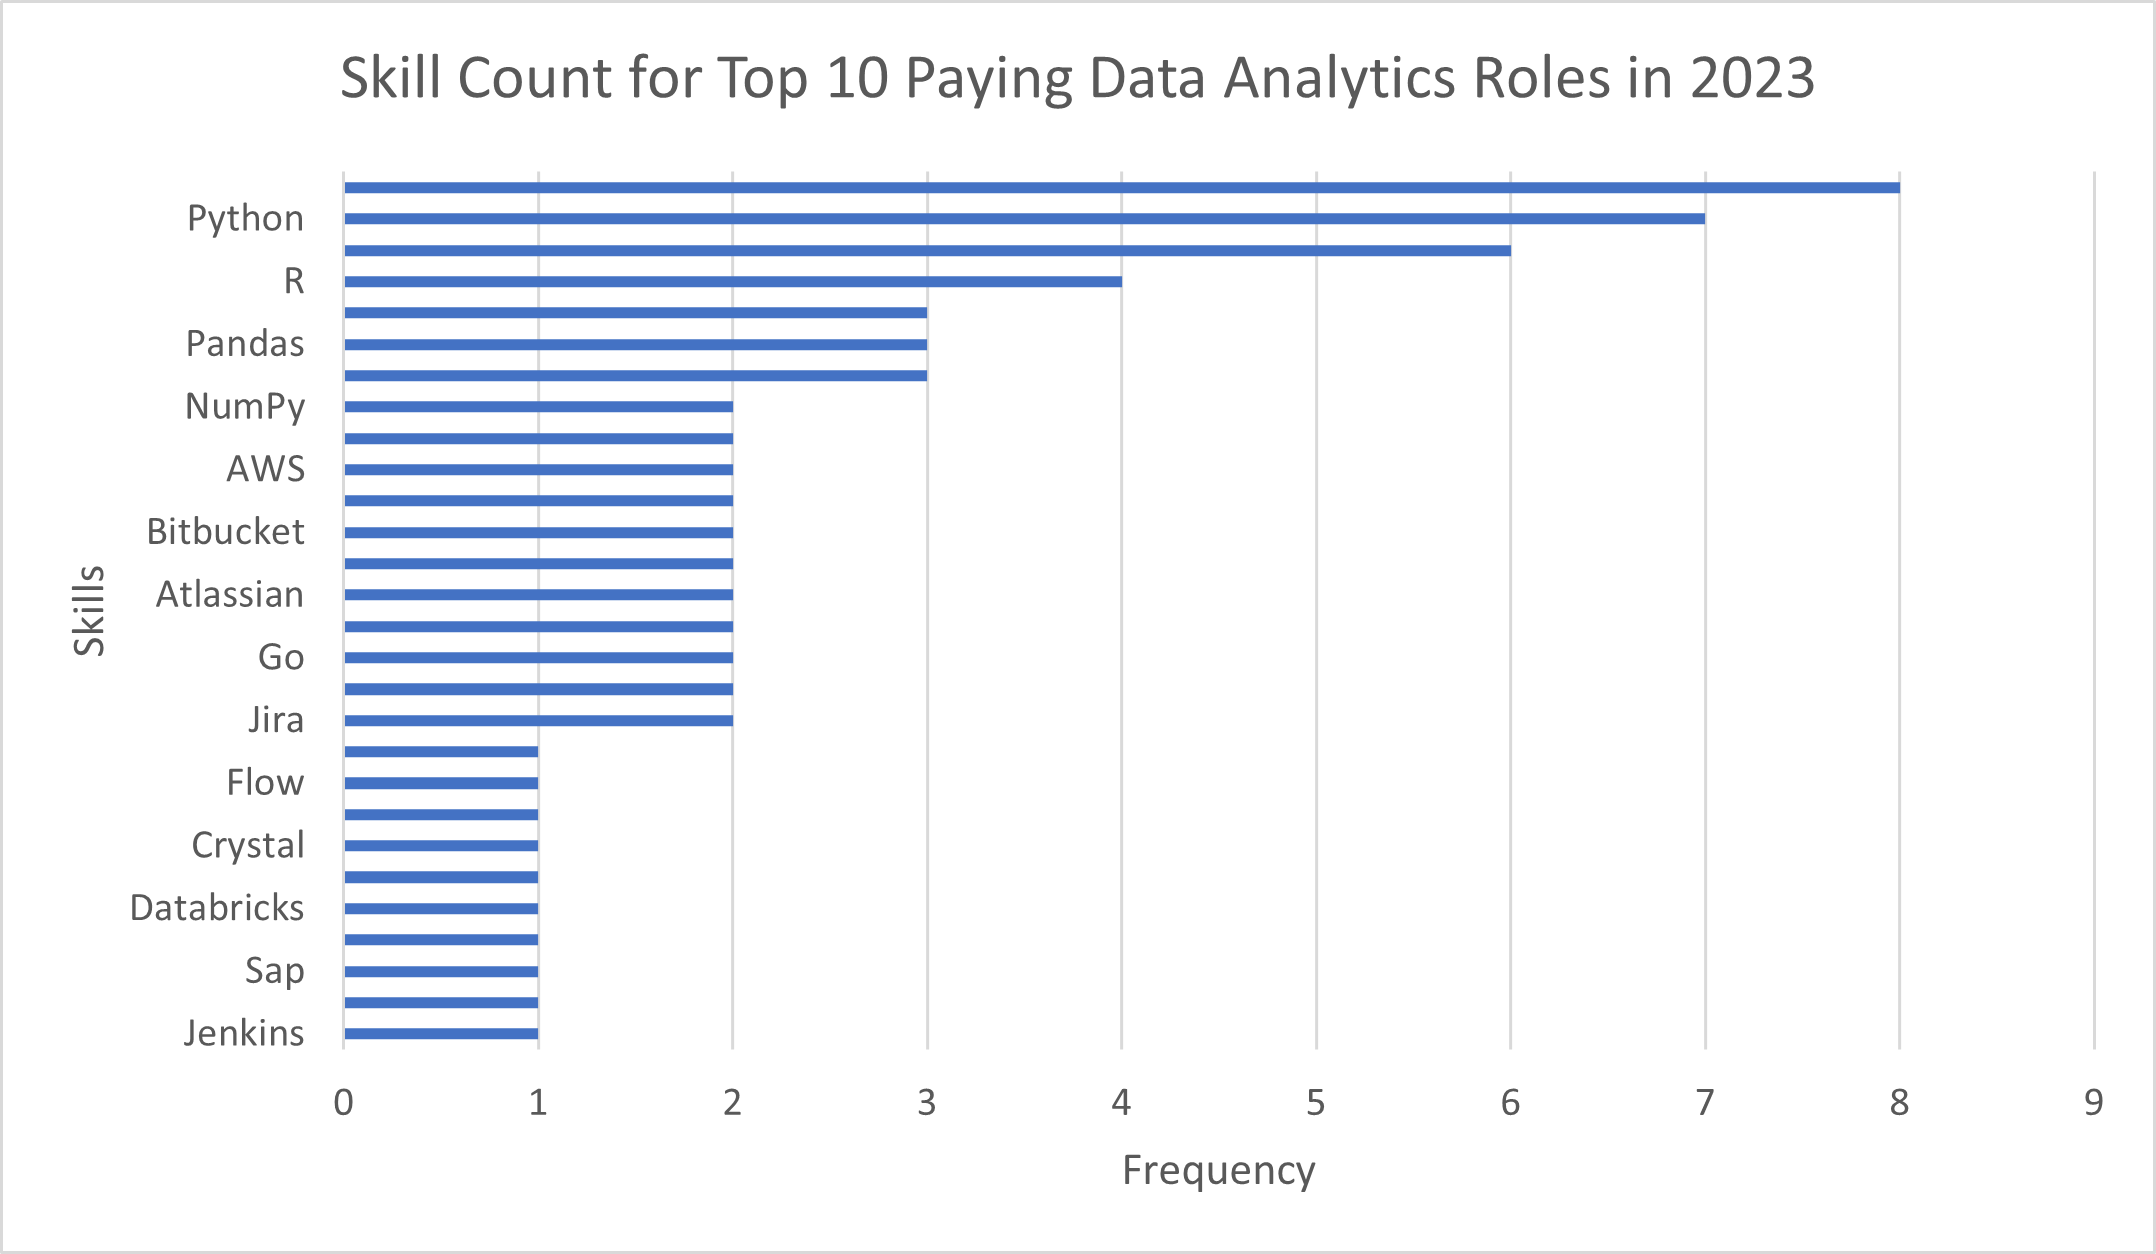 Skill Count for Top 10 Paying Data Analytics Roles in 2023
Skills
Python
R
Pandas
NumPy
AWS
Bitbucket
Atlassian
Go
Jira
Flow
Crystal
Databricks
Sap
Jenkins
0 1 2 3 4 5 6 7 8 9
Frequency